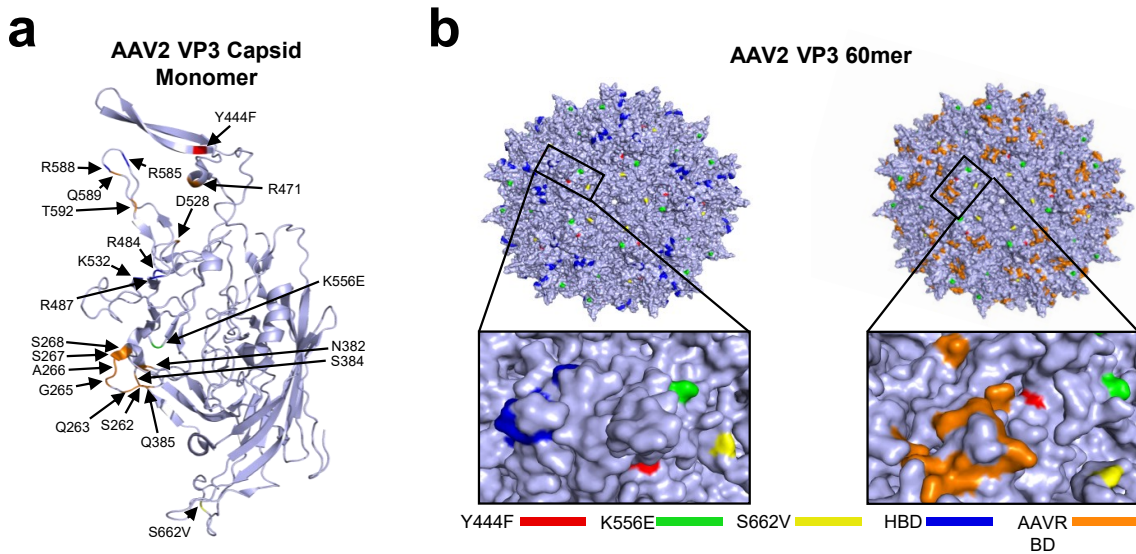 a
AAV2 VP3 Capsid
Monomer
Y444F
R588
R585
Q589
R471
T592
D528
R484
K532
K556E
R487
S268
N382
S267
S384
A266
G265
Q263
S262
Q385
S662V
b
AAV2 VP3 60mer
Y444F
K556E
S662V
HBD
AAVR
BD